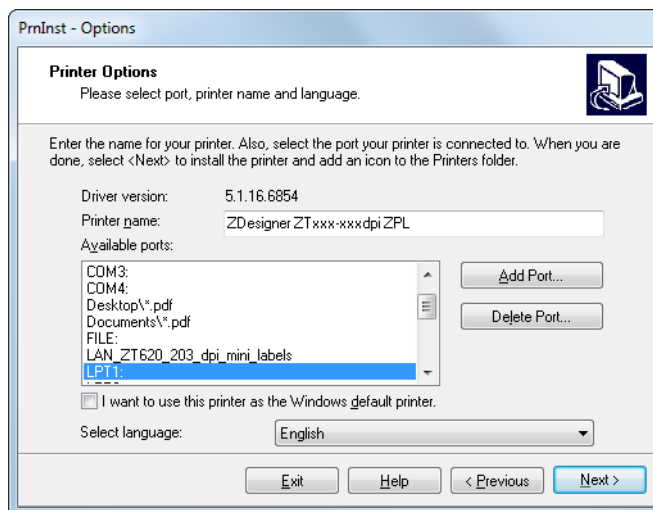 PrnInst - Options
Printer Options
Please select port, printer name and language.
Enter the name for your printer. Also, select the port your printer is connected to. When you are
done, select <Next> to install the printer and add an icon to the Printers folder.
Driver version: 5.1.16.6854
Printer name: ZDesigner ZTxxx-xxxdpi ZPL
Available ports:
COM3:
COM4:
Desktop\*.pdf
Documents\*.pdf
FILE:
LAN_ZT620_203_dpi_mini_labels
LPT1:
Add Port...
Delete Port...
I want to use this printer as the Windows default printer.
Select language: English
Exit Help < Previous Next >